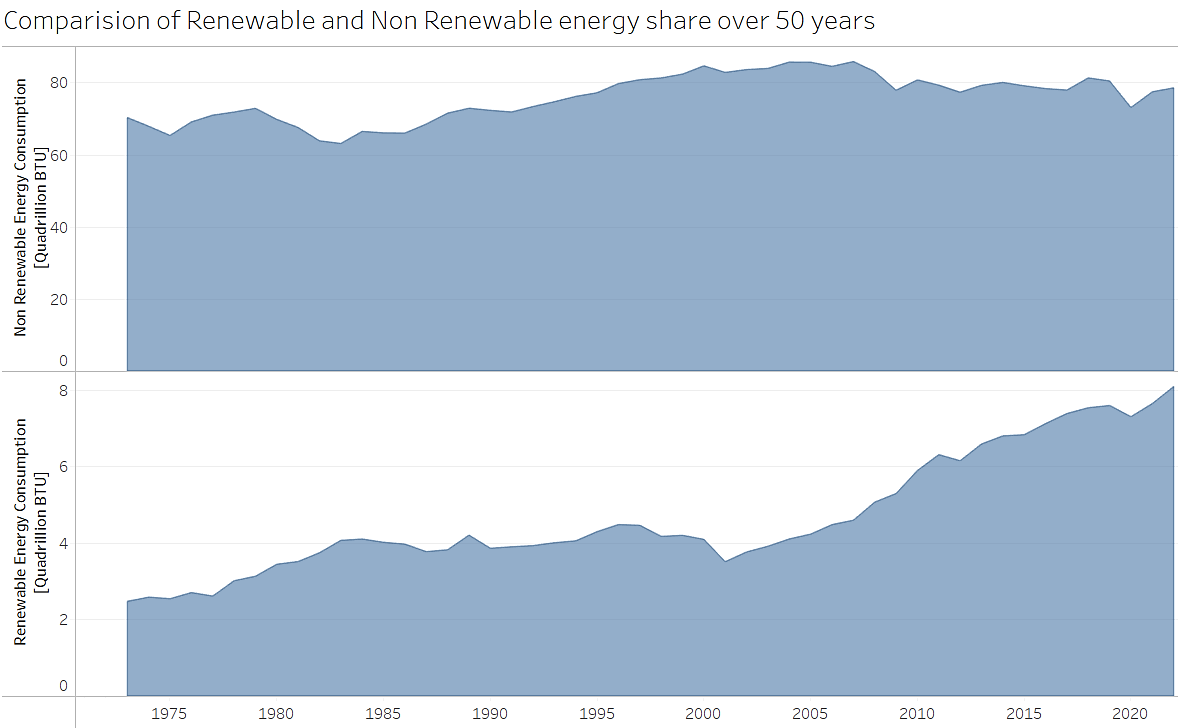 Comparision of Renewable and Non Renewable energy share over 50 years
Non Renewable Energy Consumption
[Quadrillion BTU]
80
60
40
20
0
Renewable Energy Consumption
[Quadrillion BTU]
8
6
4
2
0
1975 1980 1985 1990 1995 2000 2005 2010 2015 2020